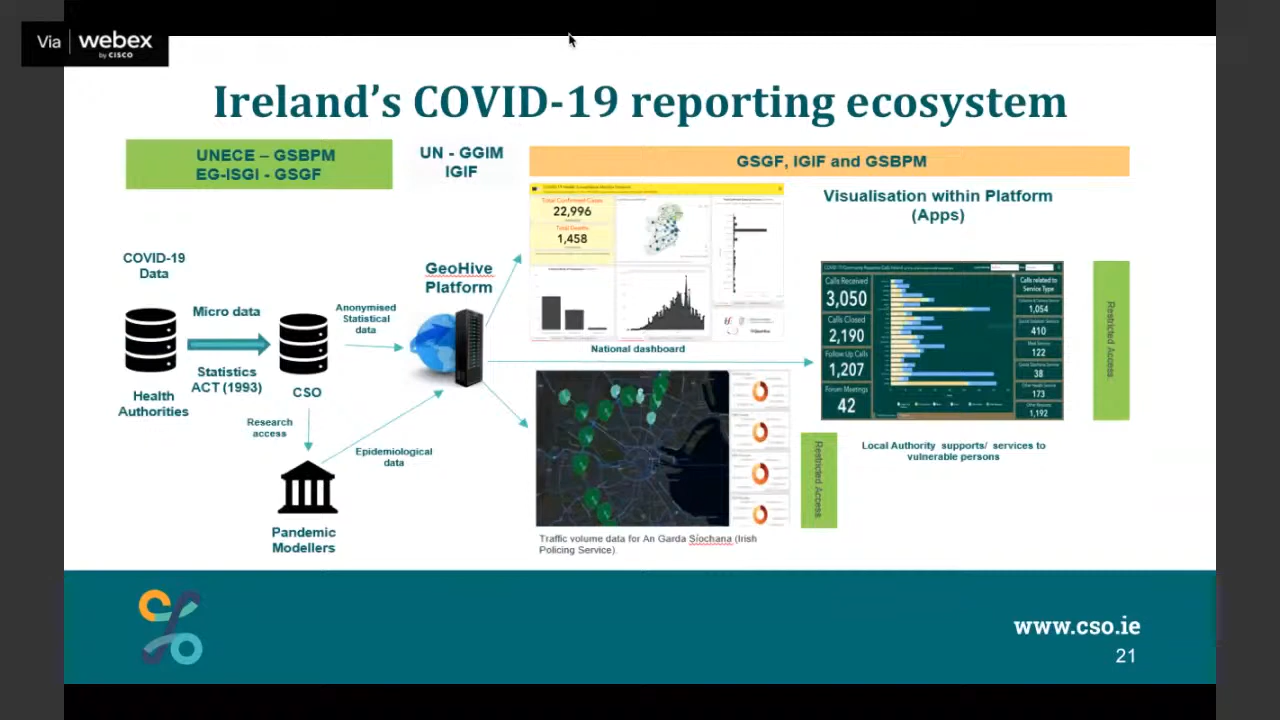 Via webex
by CISCO
Ireland's COVID-19 reporting ecosystem
UNECE – GSBPM
EG-ISGI - GSGF
UN - GGIM
IGIF
GSGF, IGIF and GSBPM
Visualisation within Platform
(Apps)
COVID-19
Data
Micro data
Statistics
ACT (1993)
Health
Authorities
CSO
Anonymised
Statistical
data
GeoHive
Platform
Research
access
Epidemiological
data
Pandemic
Modellers
Total Confirmed Cases
22,996
Total Deaths
1,458
National dashboard
Traffic volume data for An Garda Síochana (Irish
Policing Service).
Restricted Access
Calls Received
3,050
Calls Closed
2,190
Follow Up Calls
1,207
Forum Meetings
42
Calls related to
Service Type
1,054
410
122
38
173
1,192
Restricted Access
Local Authority supports/ services to
vulnerable persons
www.cso.ie
21